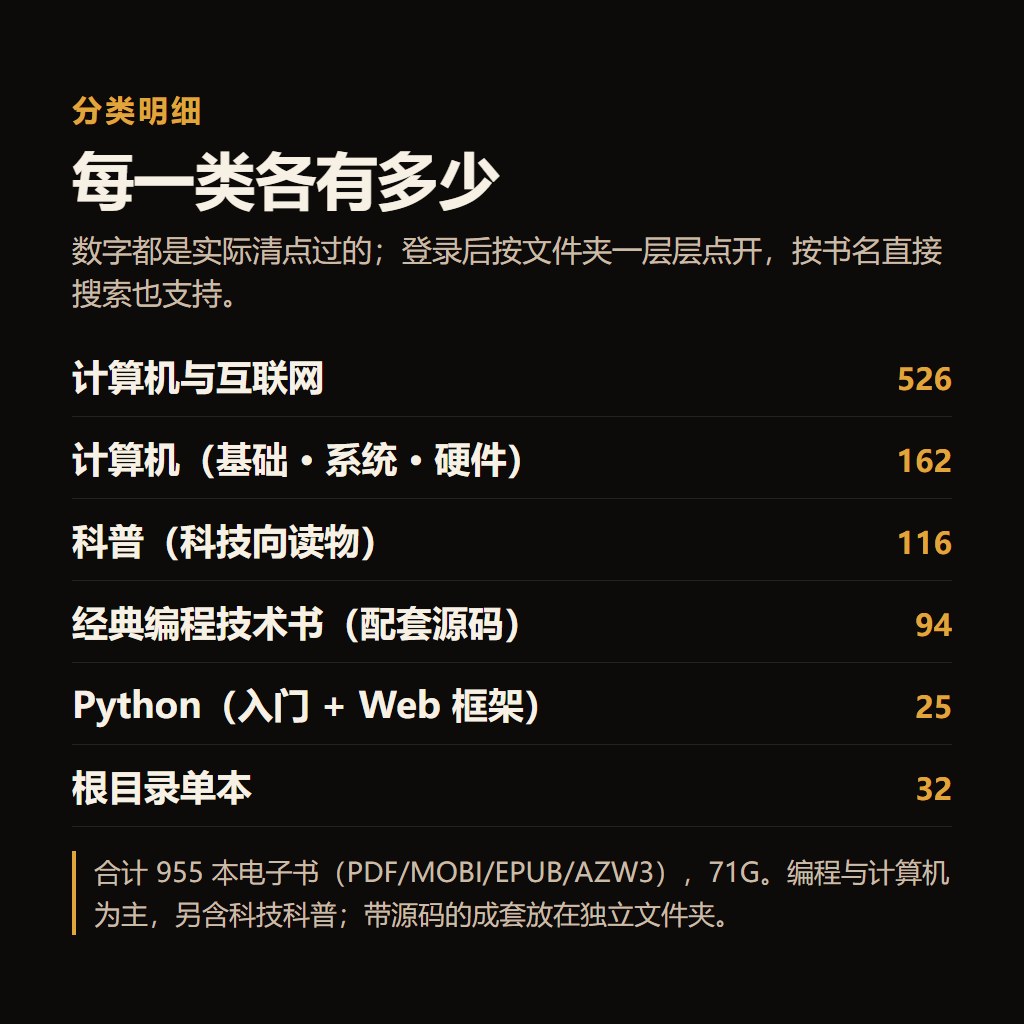 分类明细
每一类各有多少
数字都是实际清点过的；登录后按文件夹一层层点开，按书名直接
搜索也支持。
计算机与互联网 526
计算机（基础·系统·硬件） 162
科普（科技向读物） 116
经典编程技术书（配套源码） 94
Python（入门 + Web 框架） 25
根目录单本 32
合计 955 本电子书（PDF/MOBI/EPUB/AZW3），71G。编程与计算机
为主，另含科技科普；带源码的成套放在独立文件夹。